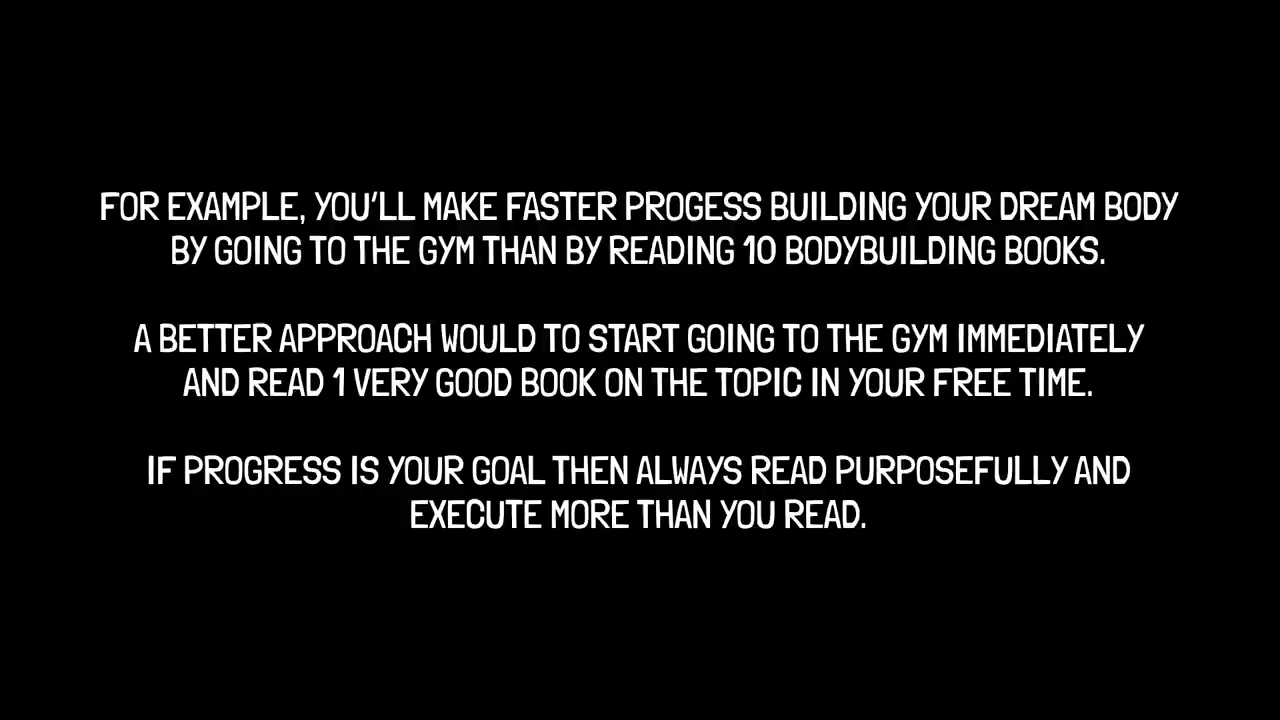 FOR EXAMPLE, YOU'LL MAKE FASTER PROGESS BUILDING YOUR DREAM BODY
BY GOING TO THE GYM THAN BY READING 10 BODYBUILDING BOOKS.
A BETTER APPROACH WOULD TO START GOING TO THE GYM IMMEDIATELY
AND READ 1 VERY GOOD BOOK ON THE TOPIC IN YOUR FREE TIME.
IF PROGRESS IS YOUR GOAL THEN ALWAYS READ PURPOSEFULLY AND
EXECUTE MORE THAN YOU READ.